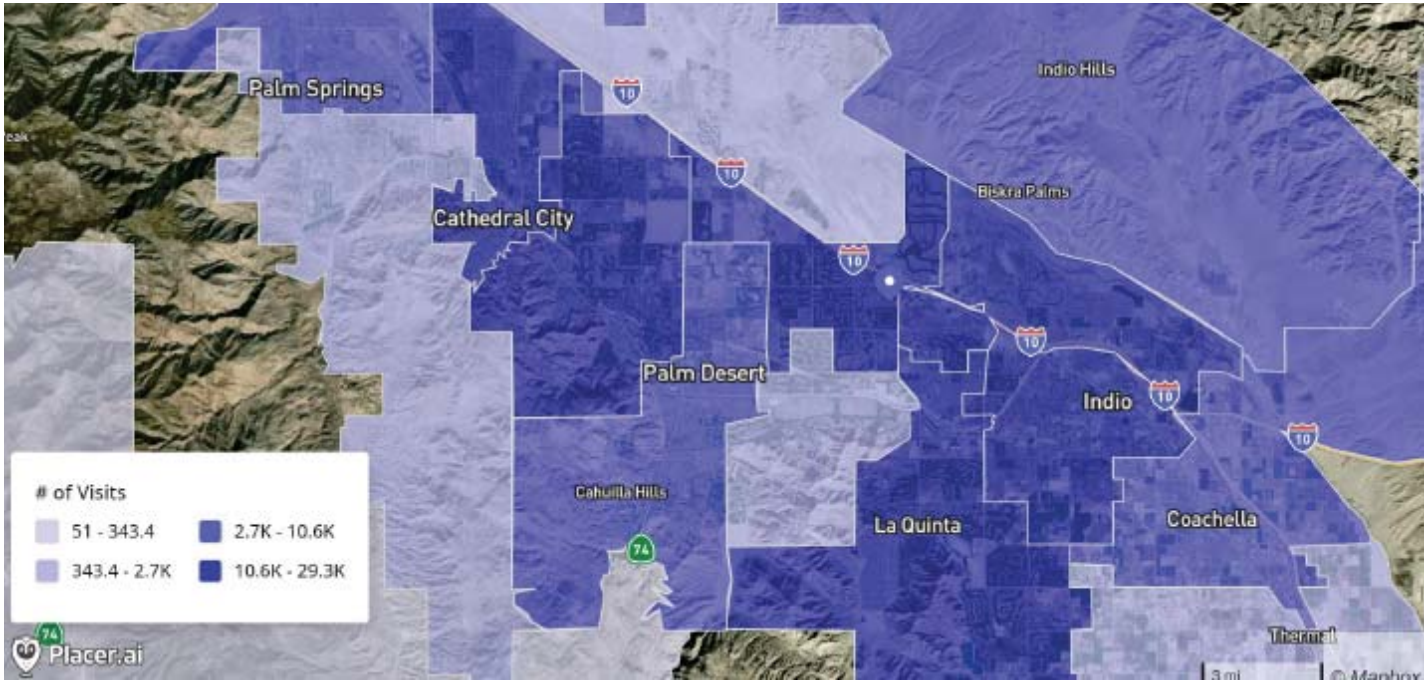 Palm Springs
10
Indio Hills
eak
10
Biskra Palms
Cathedral City
10
10
Palm Desert
10
Indio
10
# of Visits
51 - 343.4
2.7K - 10.6K
343.4 - 2.7K
10.6K - 29.3K
Cahuilla Hills
La Quinta
Coachella
74
74
Placer.ai
Thermal
3 mi
© Mapbox